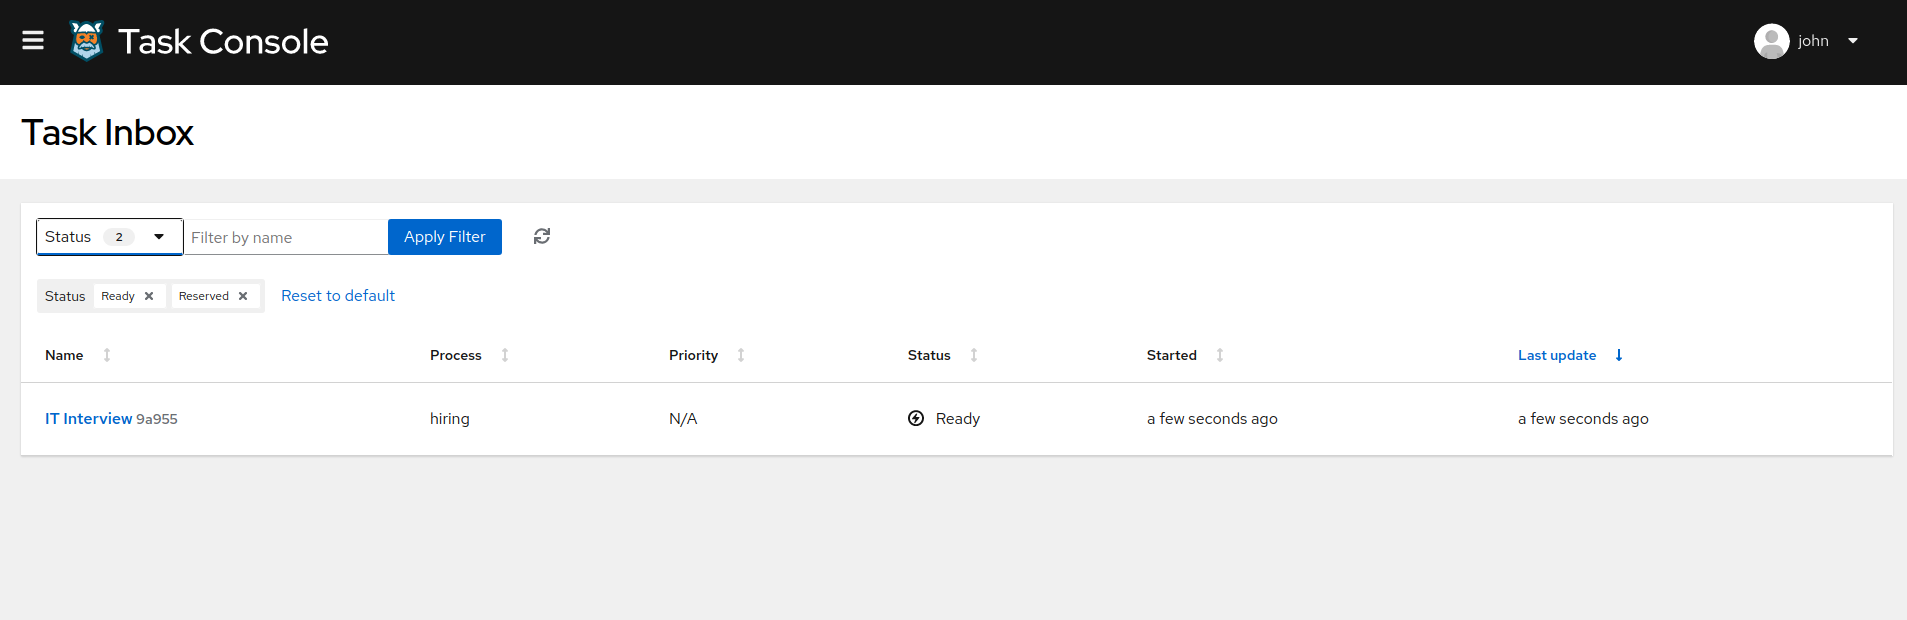 Task Console
john
Task Inbox
Status 2 Filter by name Apply Filter
Status Ready Reserved Reset to default
Name Process Priority Status Started Last update
IT Interview 9a955 hiring N/A Ready a few seconds ago a few seconds ago